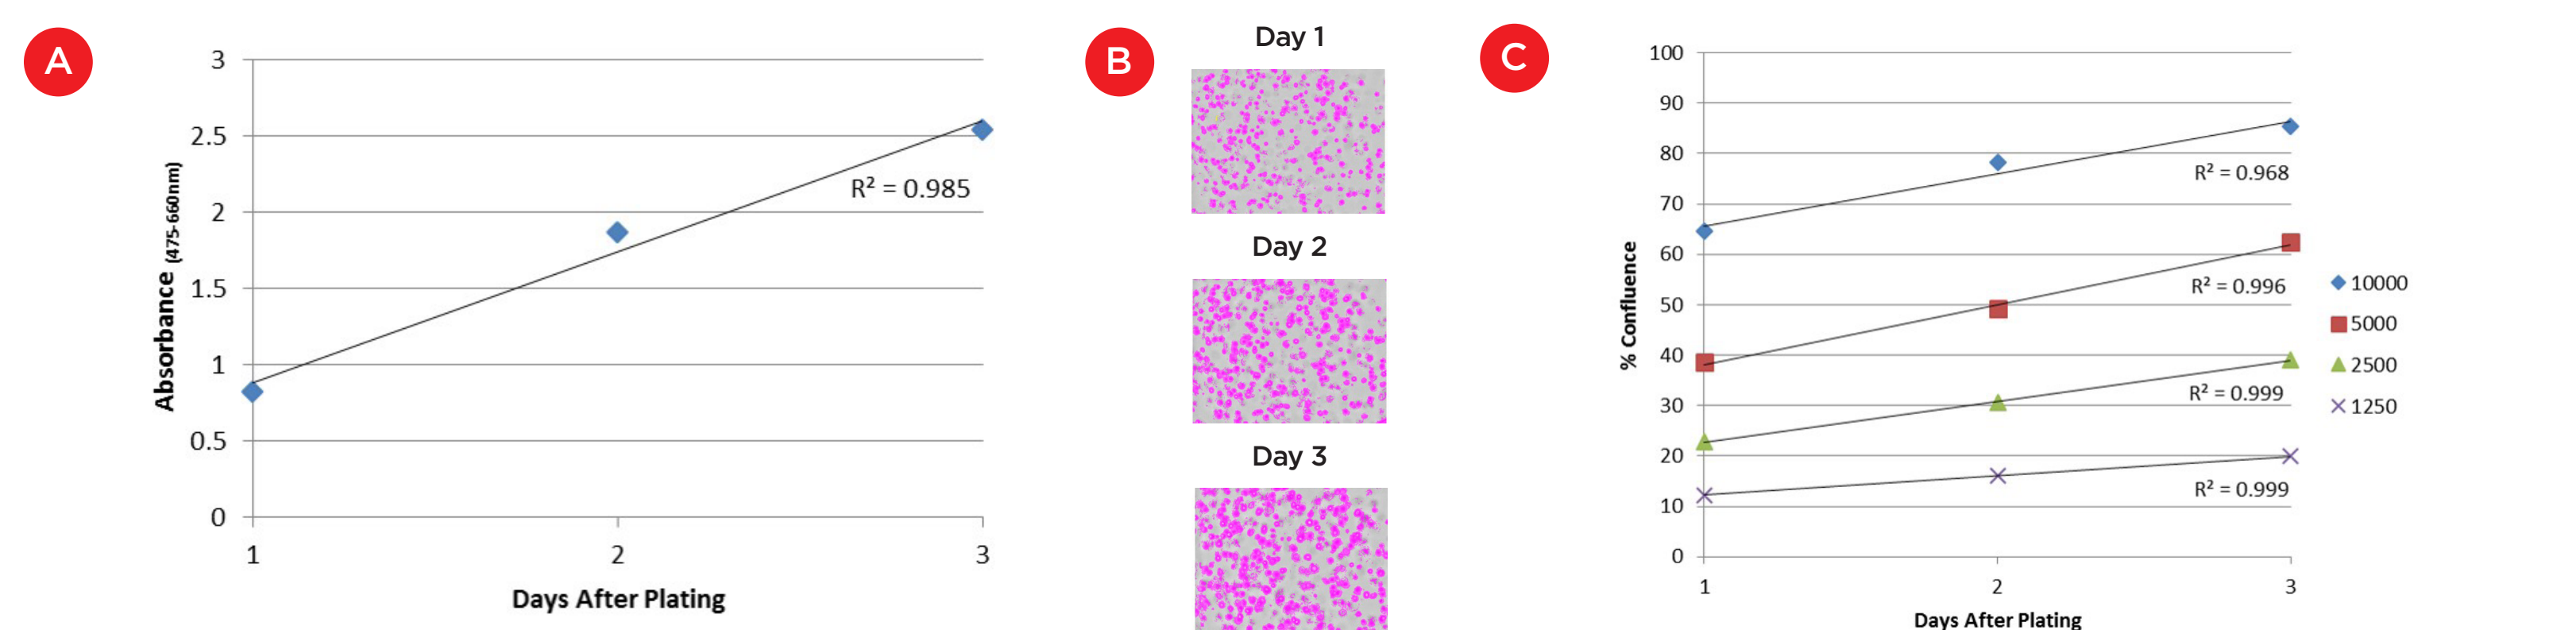 A
3
2.5
2
1.5
1
0.5
0
Absorbance (475-660nm)
R² = 0.985
1 2 3
Days After Plating
B
Day 1
Day 2
Day 3
C
100
90
80
70
60
50
40
30
20
10
0
% Confluence
R² = 0.968
R² = 0.996
R² = 0.999
R² = 0.999
1 2 3
Days After Plating
10000
5000
2500
1250